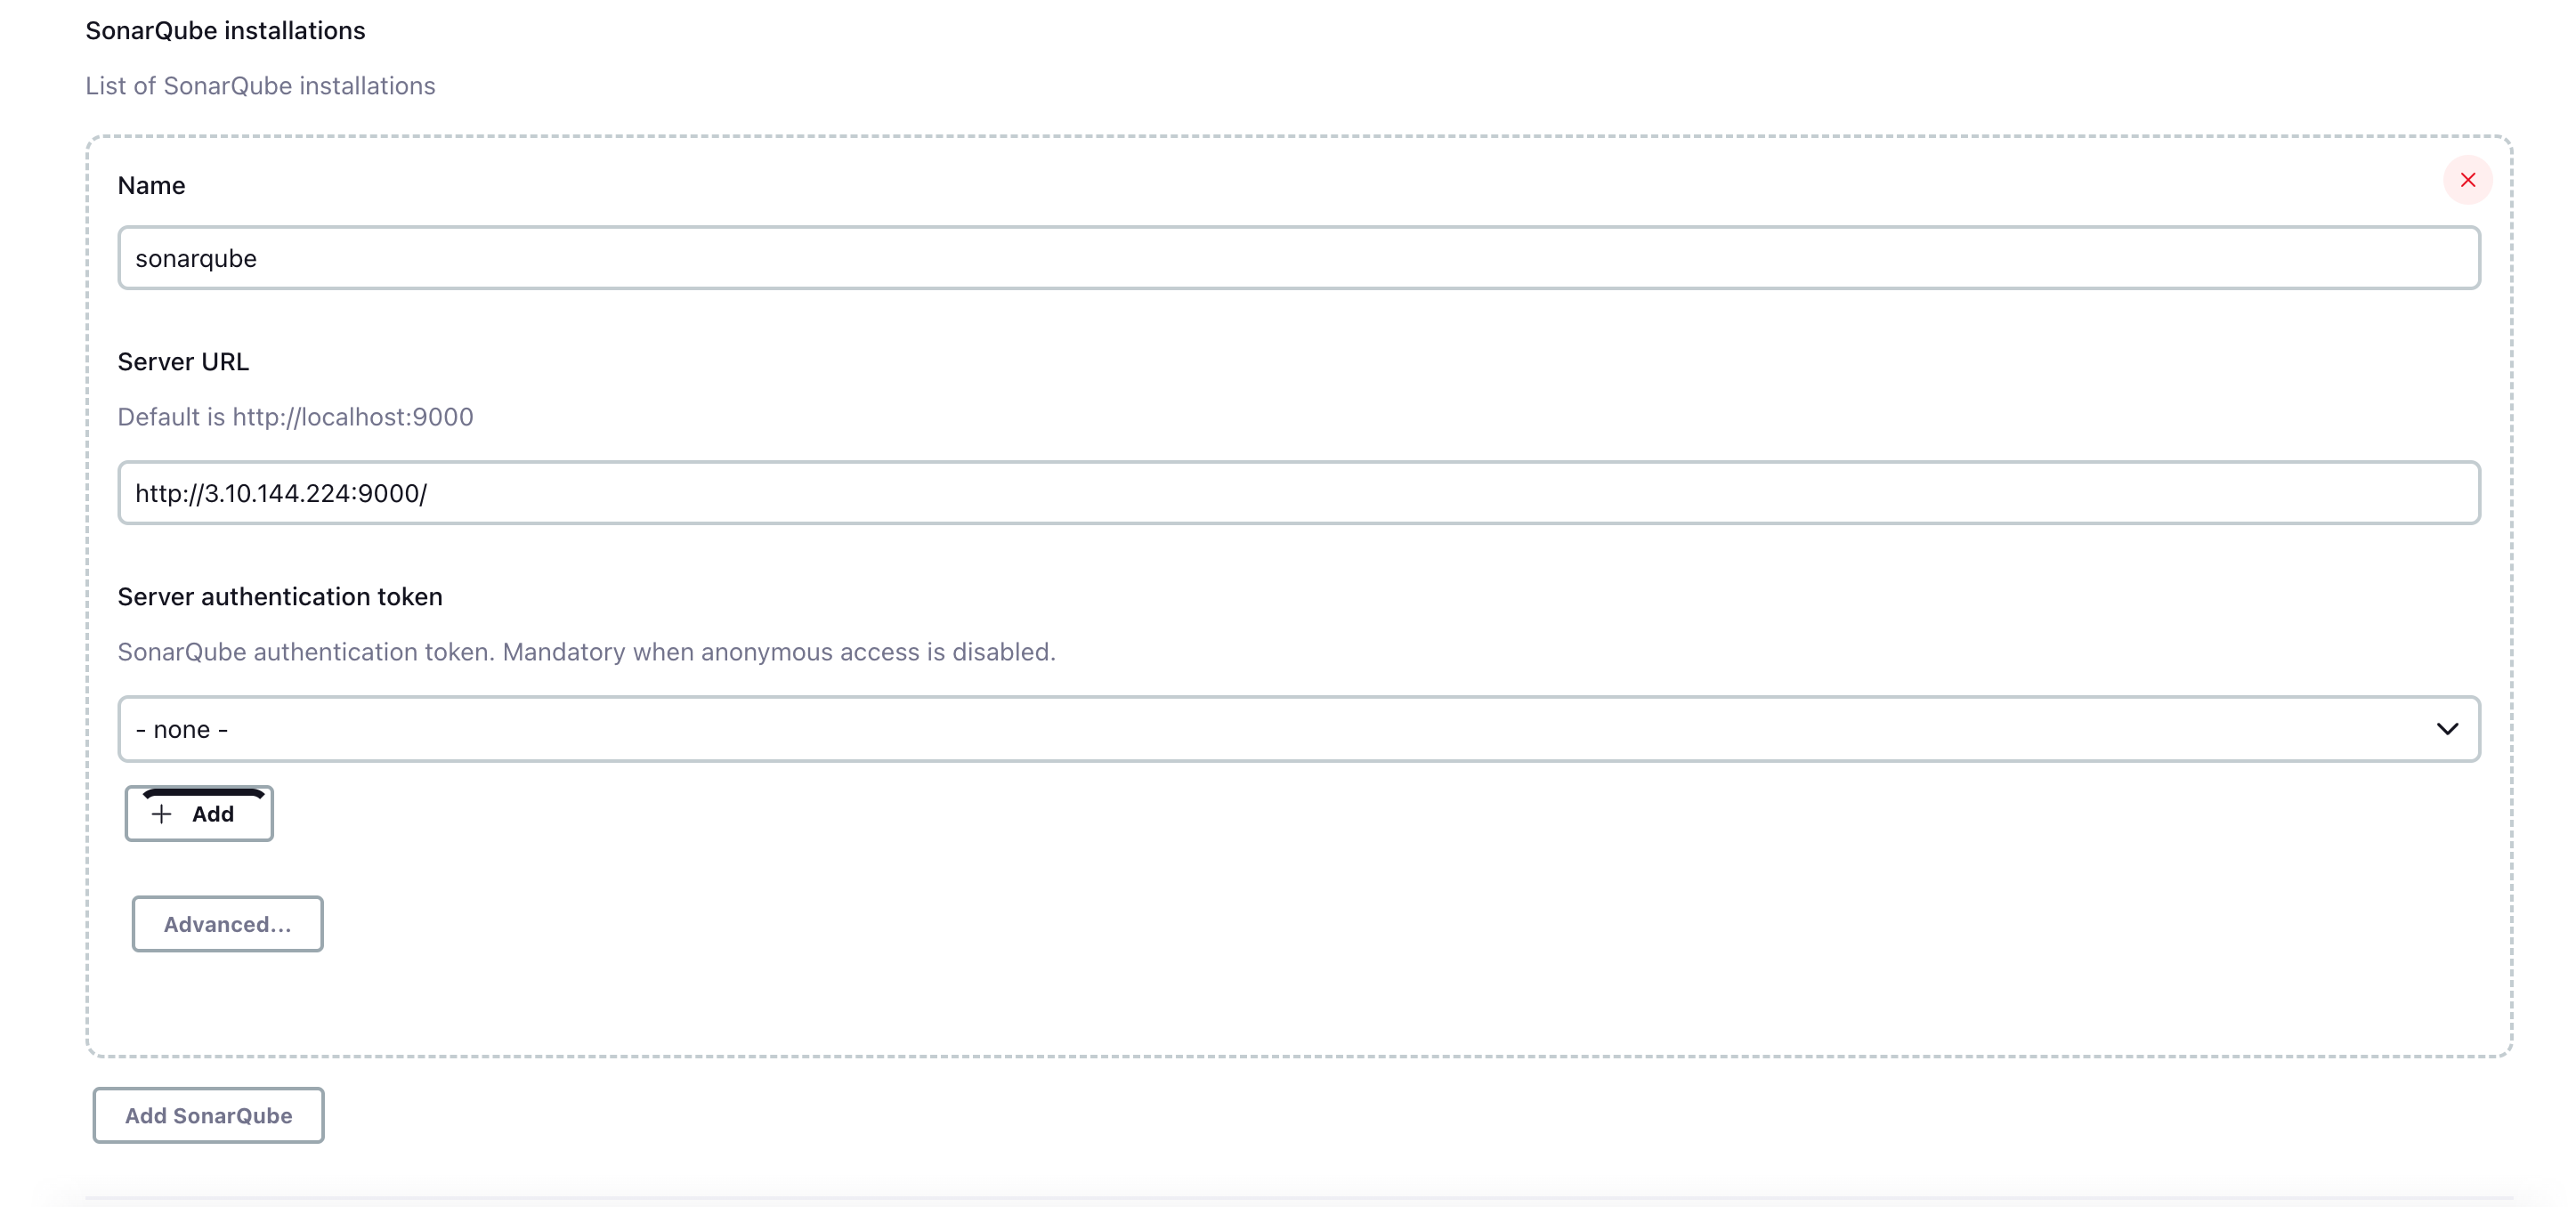 SonarQube installations
List of SonarQube installations
Name
sonarqube
Server URL
Default is http://localhost:9000
http://3.10.144.224:9000/
Server authentication token
SonarQube authentication token. Mandatory when anonymous access is disabled.
- none -
+ Add
Advanced...
Add SonarQube